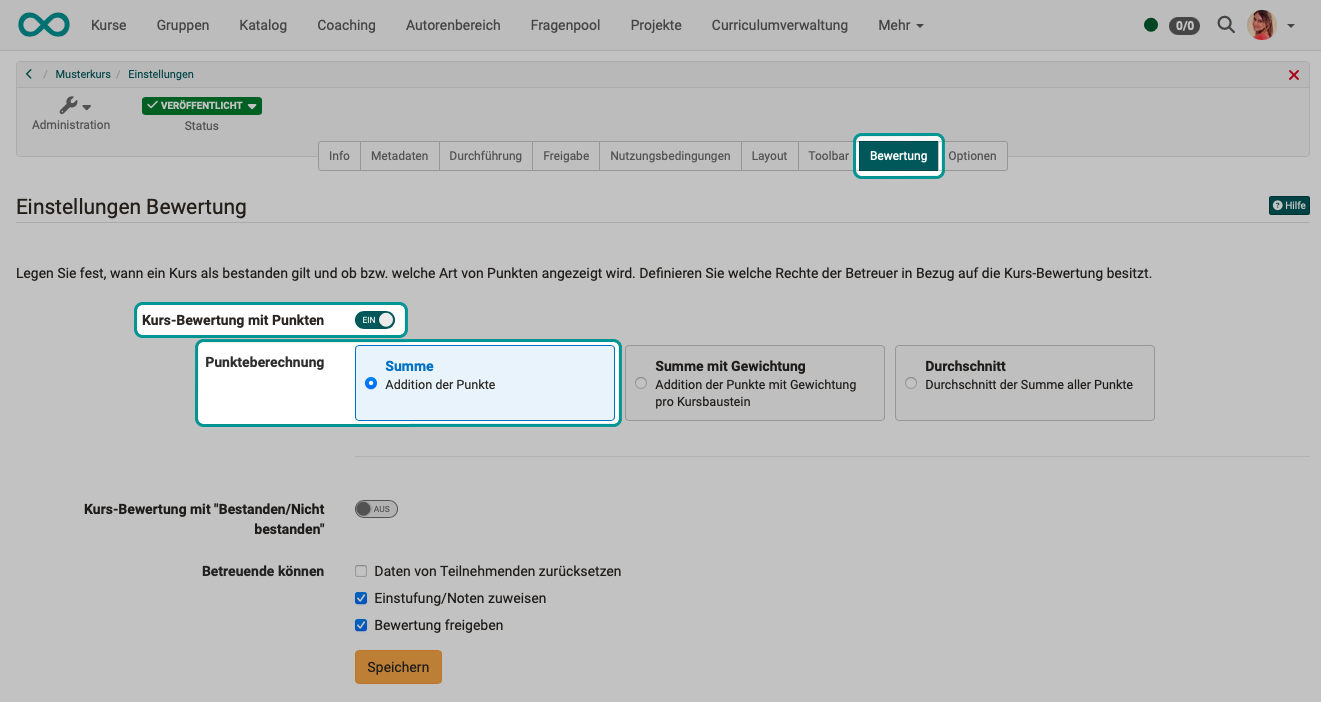 Kurse Gruppen Katalog Coaching Autorenbereich Fragenpool Projekte Curriculumverwaltung Mehr 0/0
/ Musterkurs / Einstellungen
VERÖFFENTLICHT
Administration Status
Info Metadaten Durchführung Freigabe Nutzungsbedingungen Layout Toolbar Bewertung Optionen
Einstellungen Bewertung Hilfe
Legen Sie fest, wann ein Kurs als bestanden gilt und ob bzw. welche Art von Punkten angezeigt wird. Definieren Sie welche Rechte der Betreuer in Bezug auf die Kurs-Bewertung besitzt.
Kurs-Bewertung mit Punkten EIN
Punkteberechnung
Summe
Addition der Punkte
Summe mit Gewichtung
Addition der Punkte mit Gewichtung
pro Kursbaustein
Durchschnitt
Durchschnitt der Summe aller Punkte
Kurs-Bewertung mit "Bestanden/Nicht
bestanden"
AUS
Betreuende können
Daten von Teilnehmenden zurücksetzen
Einstufung/Noten zuweisen
Bewertung freigeben
Speichern